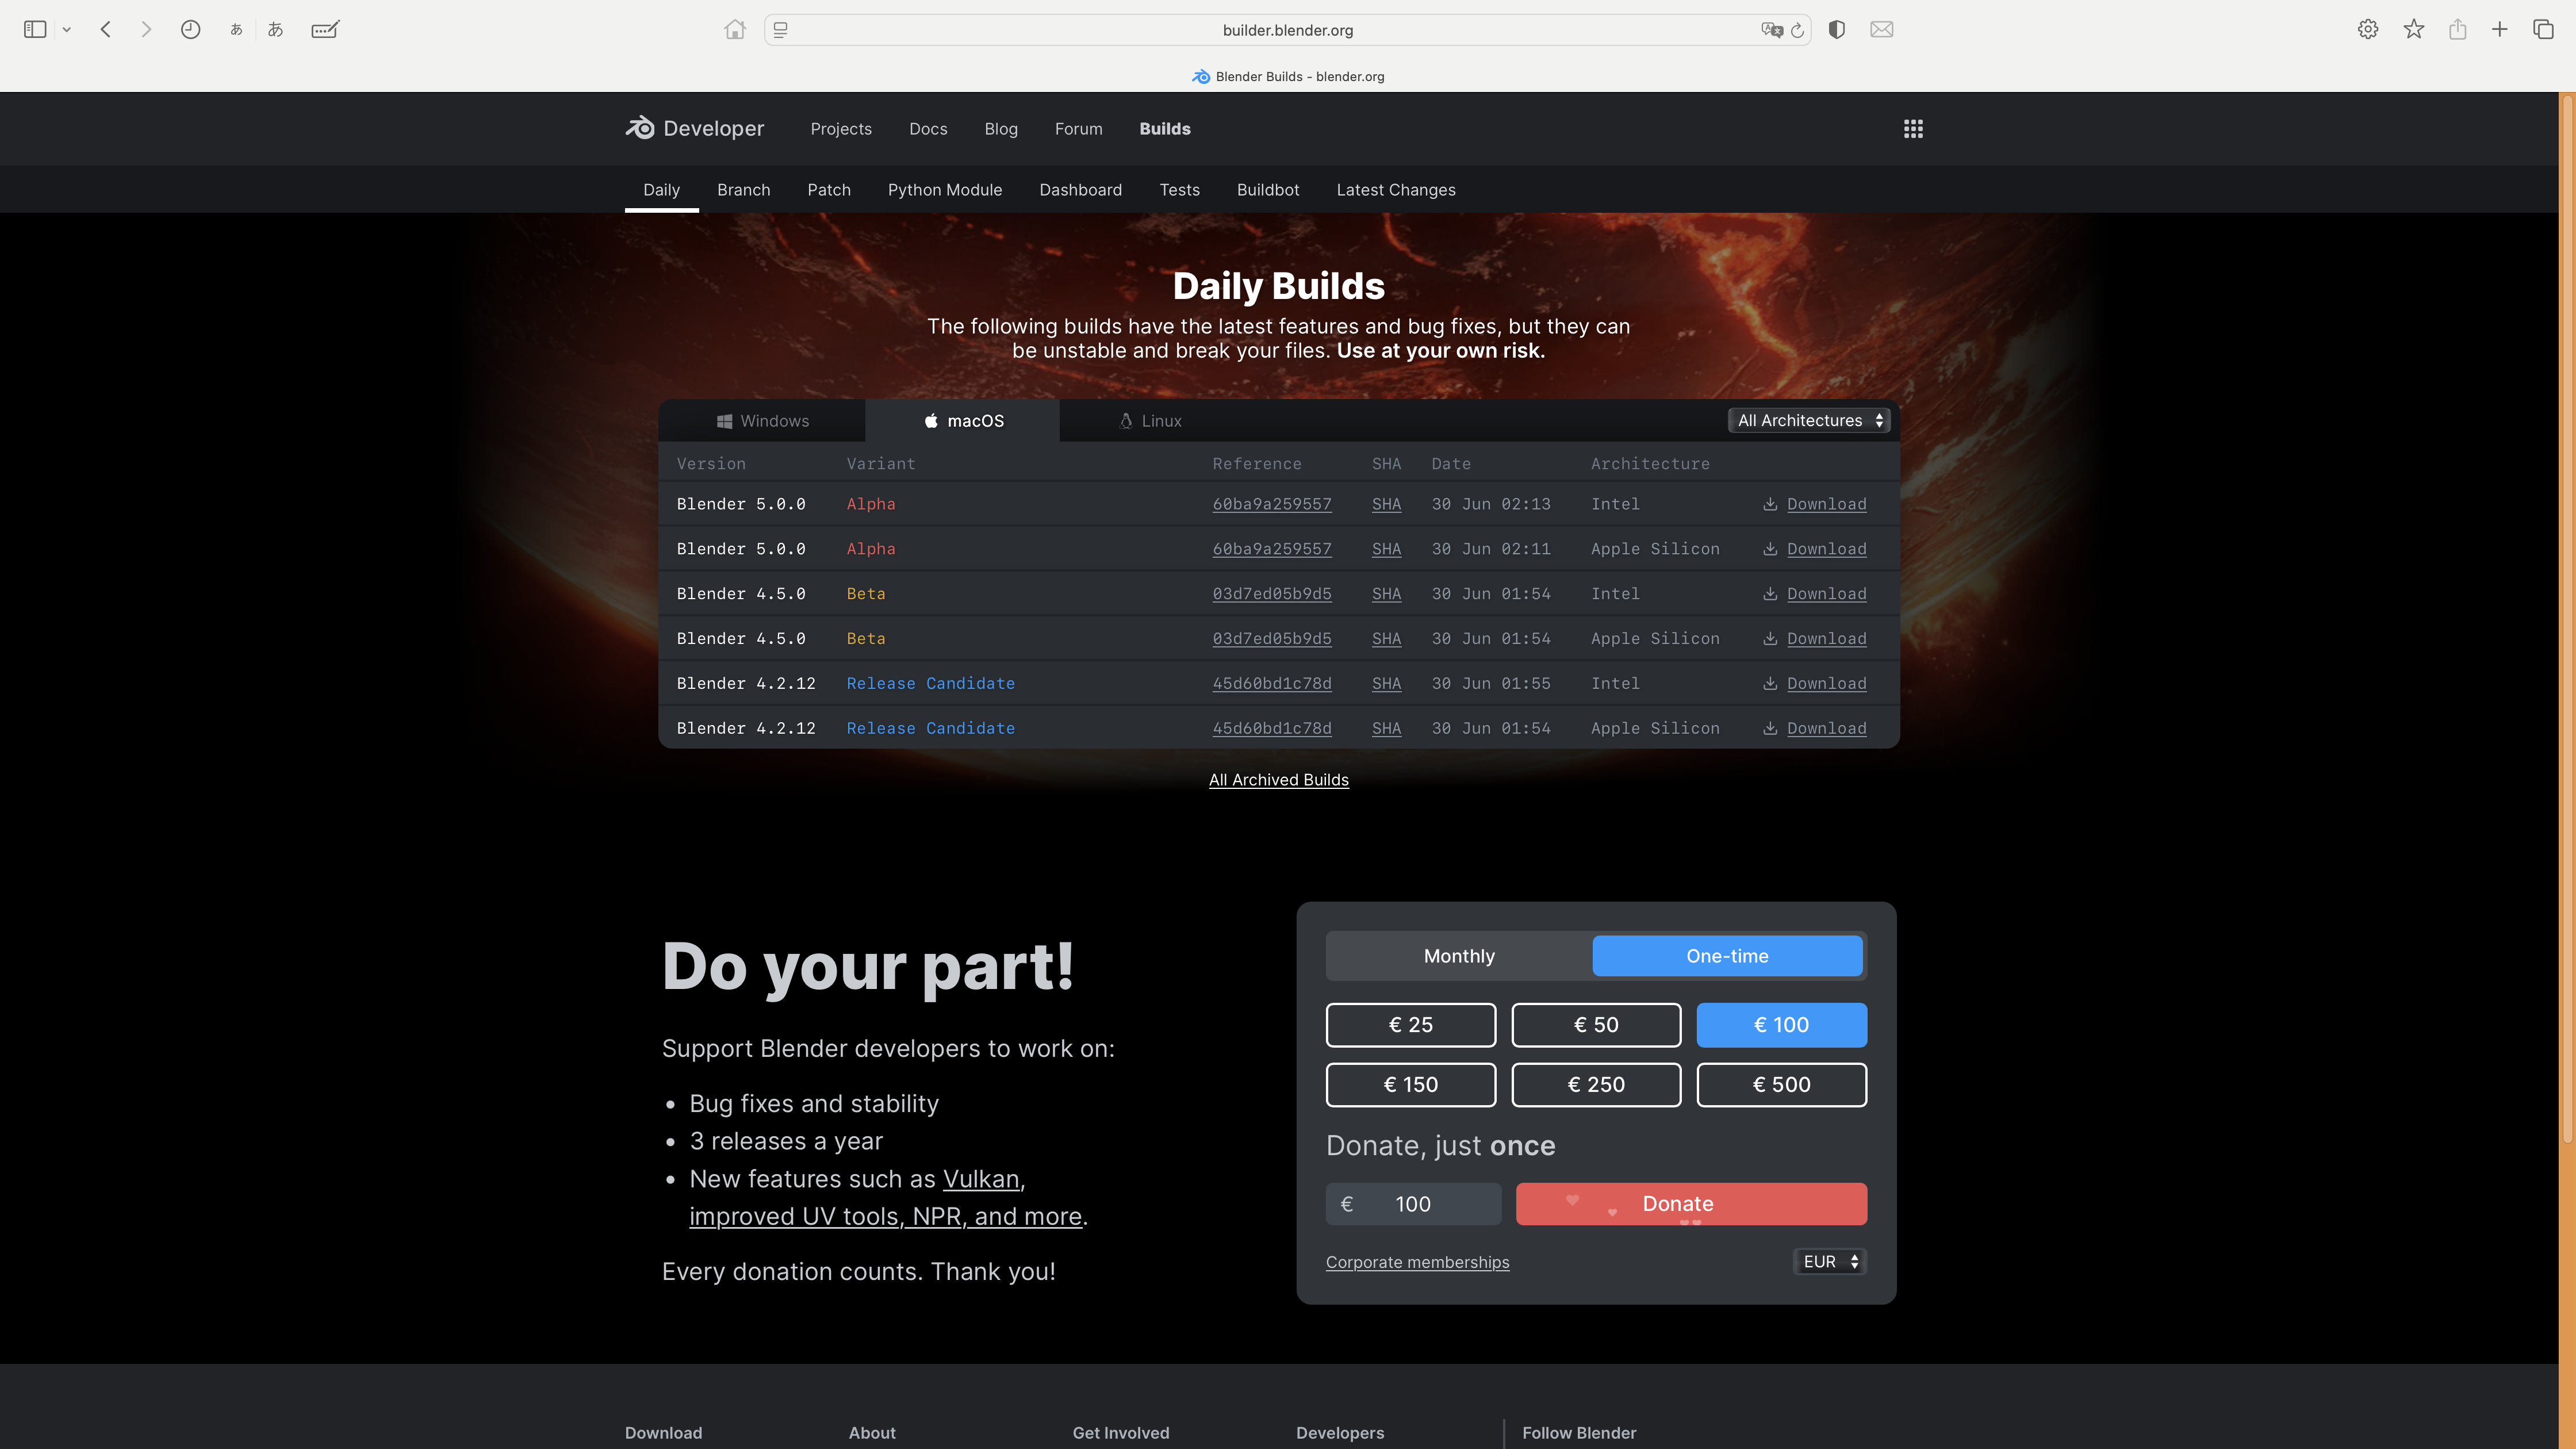 あ あ
builder.blender.org
Blender Builds - blender.org
Developer Projects Docs Blog Forum Builds
Daily Branch Patch Python Module Dashboard Tests Buildbot Latest Changes
Daily Builds
The following builds have the latest features and bug fixes, but they can
be unstable and break your files. Use at your own risk.
Windows macOS Linux All Architectures
Version Variant Reference SHA Date Architecture
Blender 5.0.0 Alpha 60ba9a259557 SHA 30 Jun 02:13 Intel Download
Blender 5.0.0 Alpha 60ba9a259557 SHA 30 Jun 02:11 Apple Silicon Download
Blender 4.5.0 Beta 03d7ed05b9d5 SHA 30 Jun 01:54 Intel Download
Blender 4.5.0 Beta 03d7ed05b9d5 SHA 30 Jun 01:54 Apple Silicon Download
Blender 4.2.12 Release Candidate 45d60bd1c78d SHA 30 Jun 01:55 Intel Download
Blender 4.2.12 Release Candidate 45d60bd1c78d SHA 30 Jun 01:54 Apple Silicon Download
All Archived Builds
Do your part!
Support Blender developers to work on:
• Bug fixes and stability
• 3 releases a year
• New features such as Vulkan,
improved UV tools, NPR, and more.
Every donation counts. Thank you!
Monthly One-time
€ 25 € 50 € 100
€ 150 € 250 € 500
Donate, just once
€ 100 Donate
Corporate memberships EUR
Download About Get Involved Developers Follow Blender